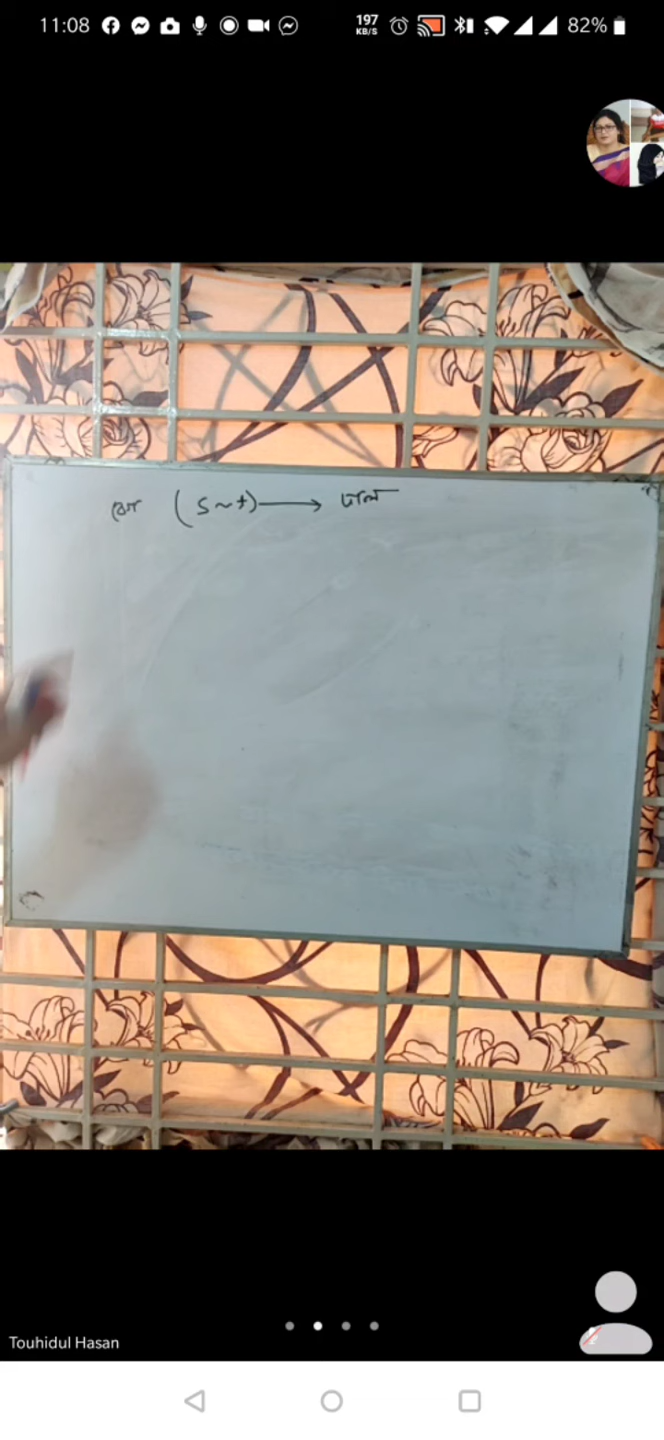 11:08
197
KB/S
82%
(s~t) → ঢাল
Touhidul Hasan